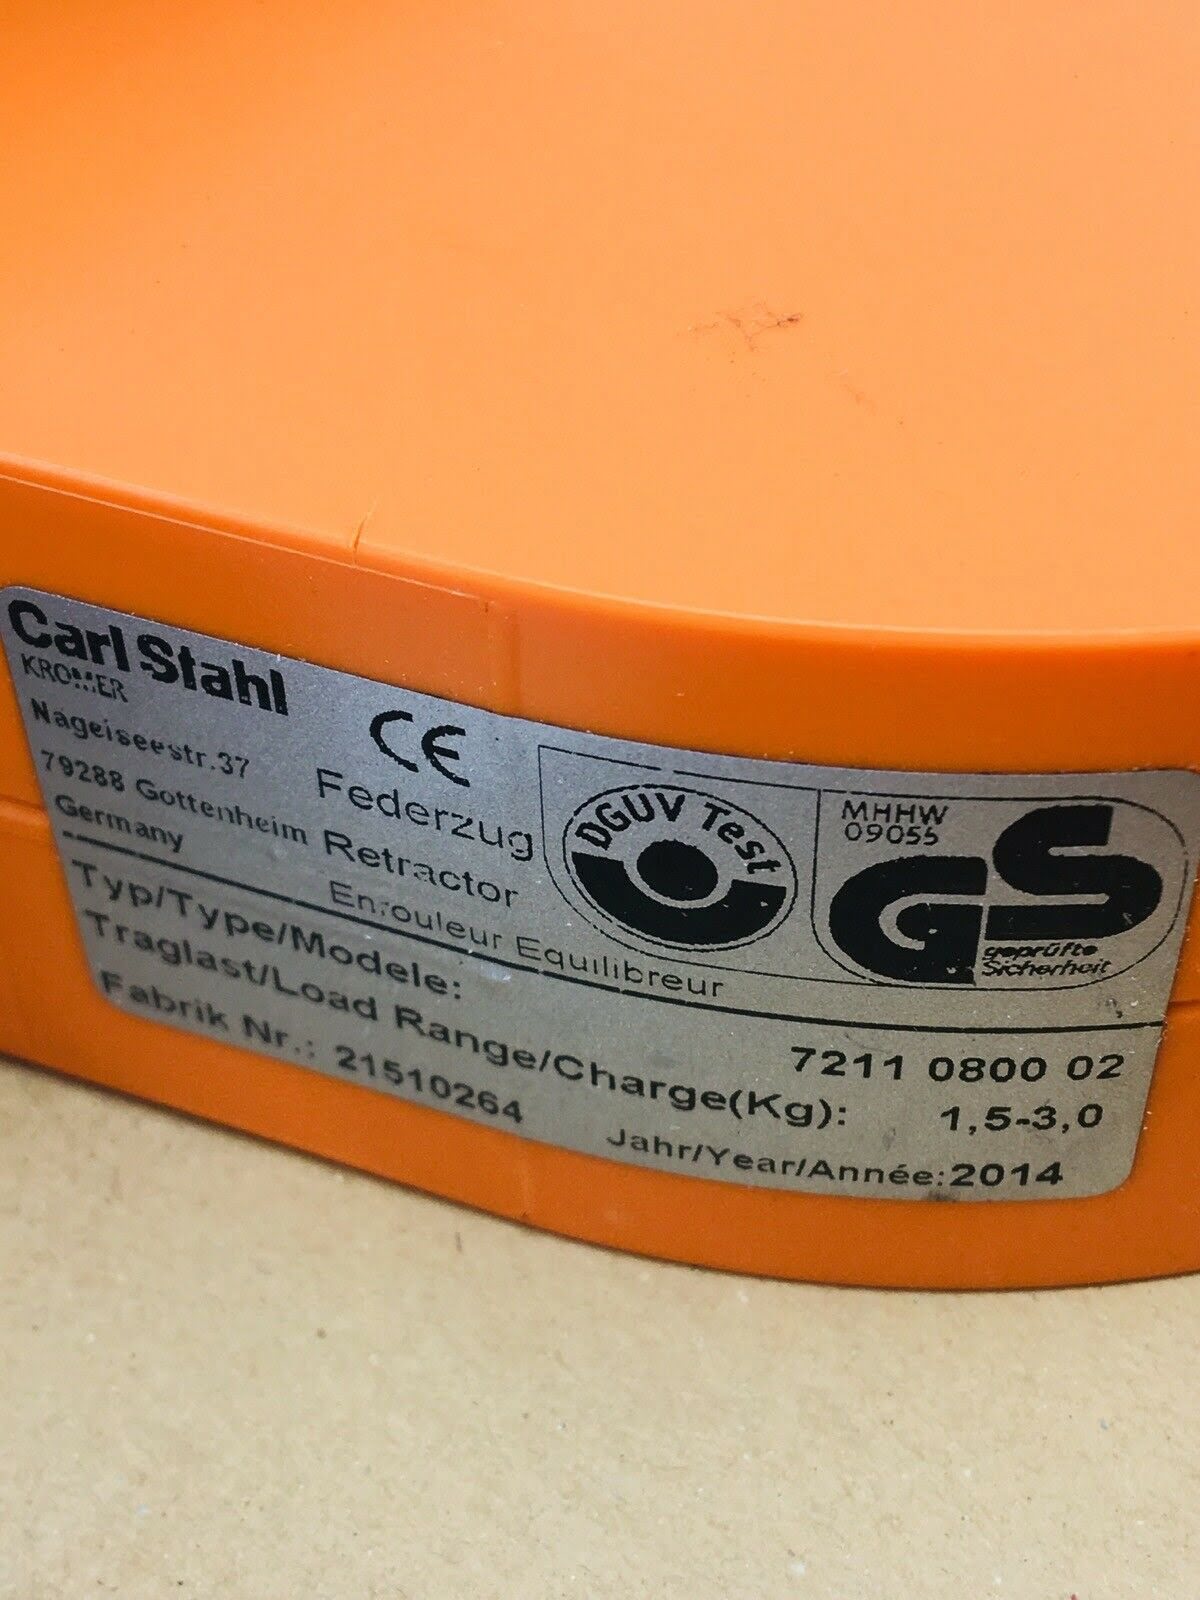 Carl Stahl
KROMER
Nägelseestr.37
79288 Gottenheim
Germany
CE
Federzug
Retractor
Enrouleur Equilibreur
DGUV Test
MHHW
09055
GS
geprüfte
Sicherheit
Typ/Type/Modele: 7211 0800 02
Traglast/Load Range/Charge(Kg): 1,5-3,0
Fabrik Nr.: 21510264 Jahr/Year/Année:2014